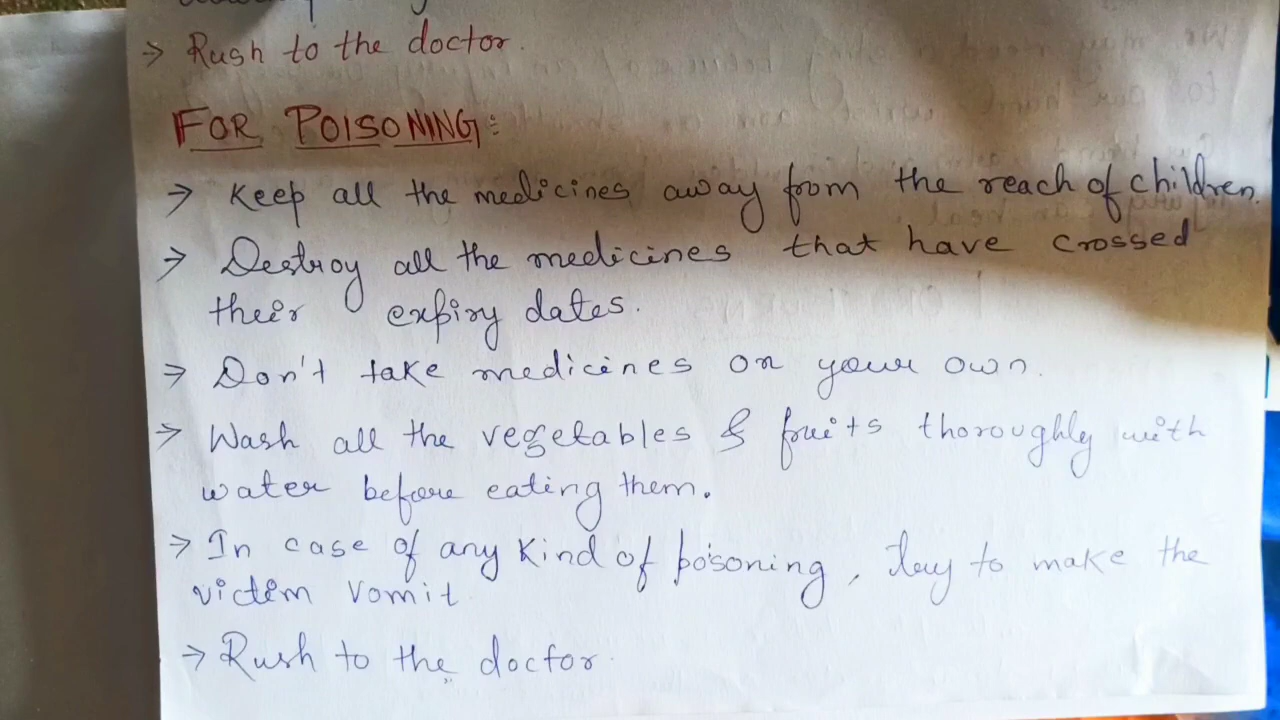 → Rush to the doctor.
FOR POISONING:
→ Keep all the medicines away from the reach of children.
→ Destroy all the medicines that have crossed
their expiry dates.
→ Don't take medicines on your own.
→ Wash all the vegetables & fruits thoroughly with
water before eating them.
→ In case of any kind of poisoning, try to make the
victim vomit
→ Rush to the doctor.